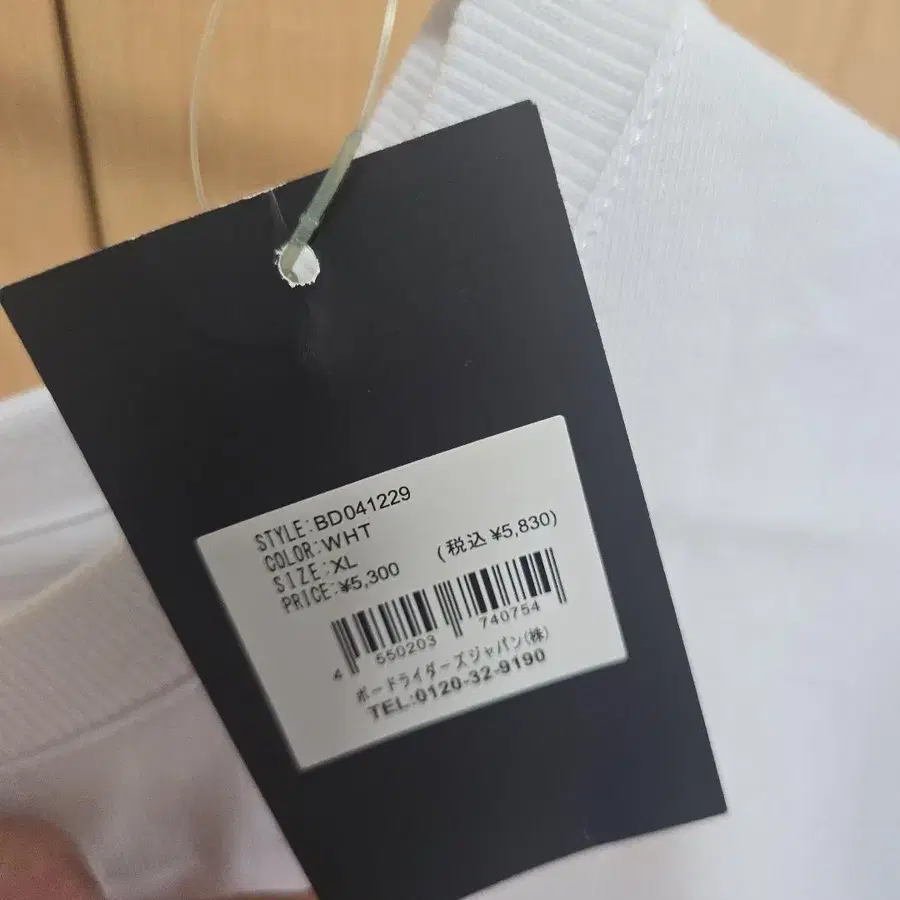 STYLE:BD041229
COLOR:WHT
SIZE:XL
PRICE:¥5,300 (税込 ¥5,830)
4 550203 740754
ボードライダーズジャパン(株)
TEL:0120-32-9190